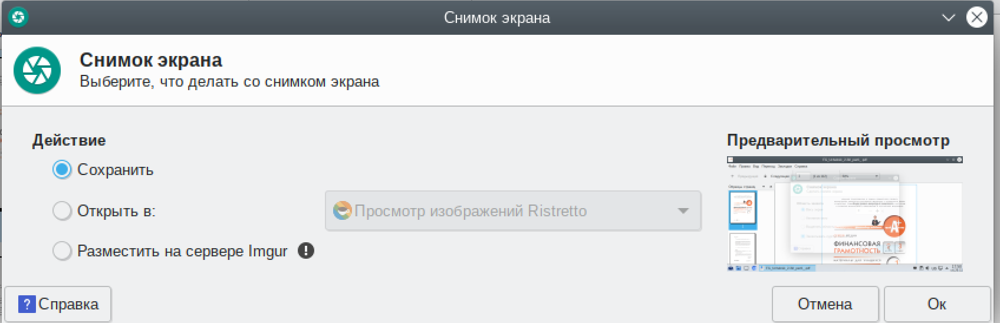 Снимок экрана
Снимок экрана
Выберите, что делать со снимком экрана
Действие
Предварительный просмотр
Сохранить
Открыть в:
Просмотр изображений Ristretto
Разместить на сервере Imgur
ФИНАНСОВАЯ
ГРАМОТНОСТЬ
A+
? Справка
Отмена
Ок